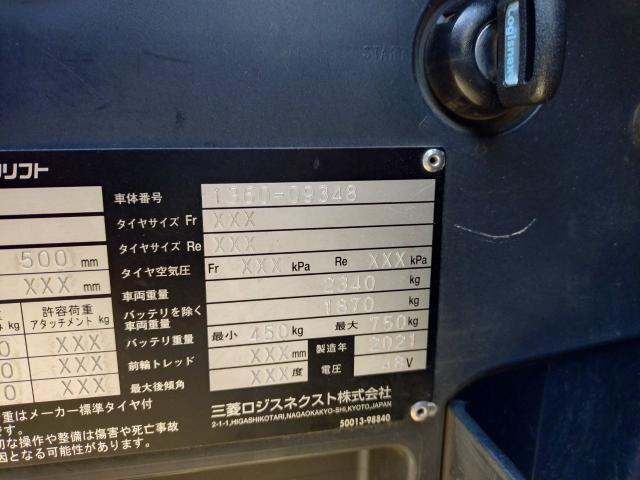 Logisnext
START
リフト
車体番号 1360-09348
タイヤサイズ Fr XXX
タイヤサイズ Re XXX
500 mm
タイヤ空気圧 Fr XXX kPa Re XXX kPa
XXX mm
車両重量 2340 kg
バッテリを除く車両重量 1870 kg
許容荷重
アタッチメント kg
バッテリ重量 最小 450 kg 最大 750 kg
0 XXX
前輪トレッド XXX mm 製造年 2021
0 XXX
最大後傾角 XXX 度 電圧 48 V
0 XXX
重はメーカー標準タイヤ付
です。
三菱ロジスネクスト株式会社
2-1-1,HIGASHIKOTARI,NAGAOKAKYO-SHI,KYOTO,JAPAN
切な操作や整備は傷害や死亡事故
因となる可能性があります。
50013-98840